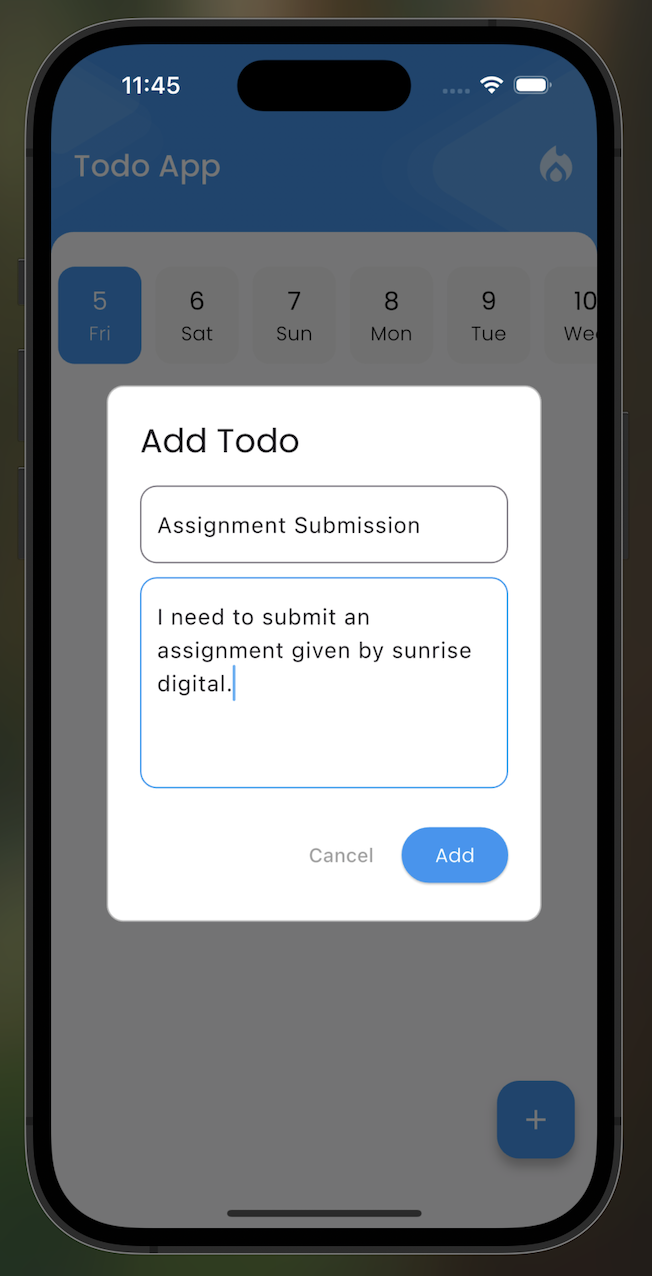 11:45
Todo App
5 6 7 8 9 10
Fri Sat Sun Mon Tue
Add Todo
Assignment Submission
I need to submit an
assignment given by sunrise
digital.
Cancel Add
+